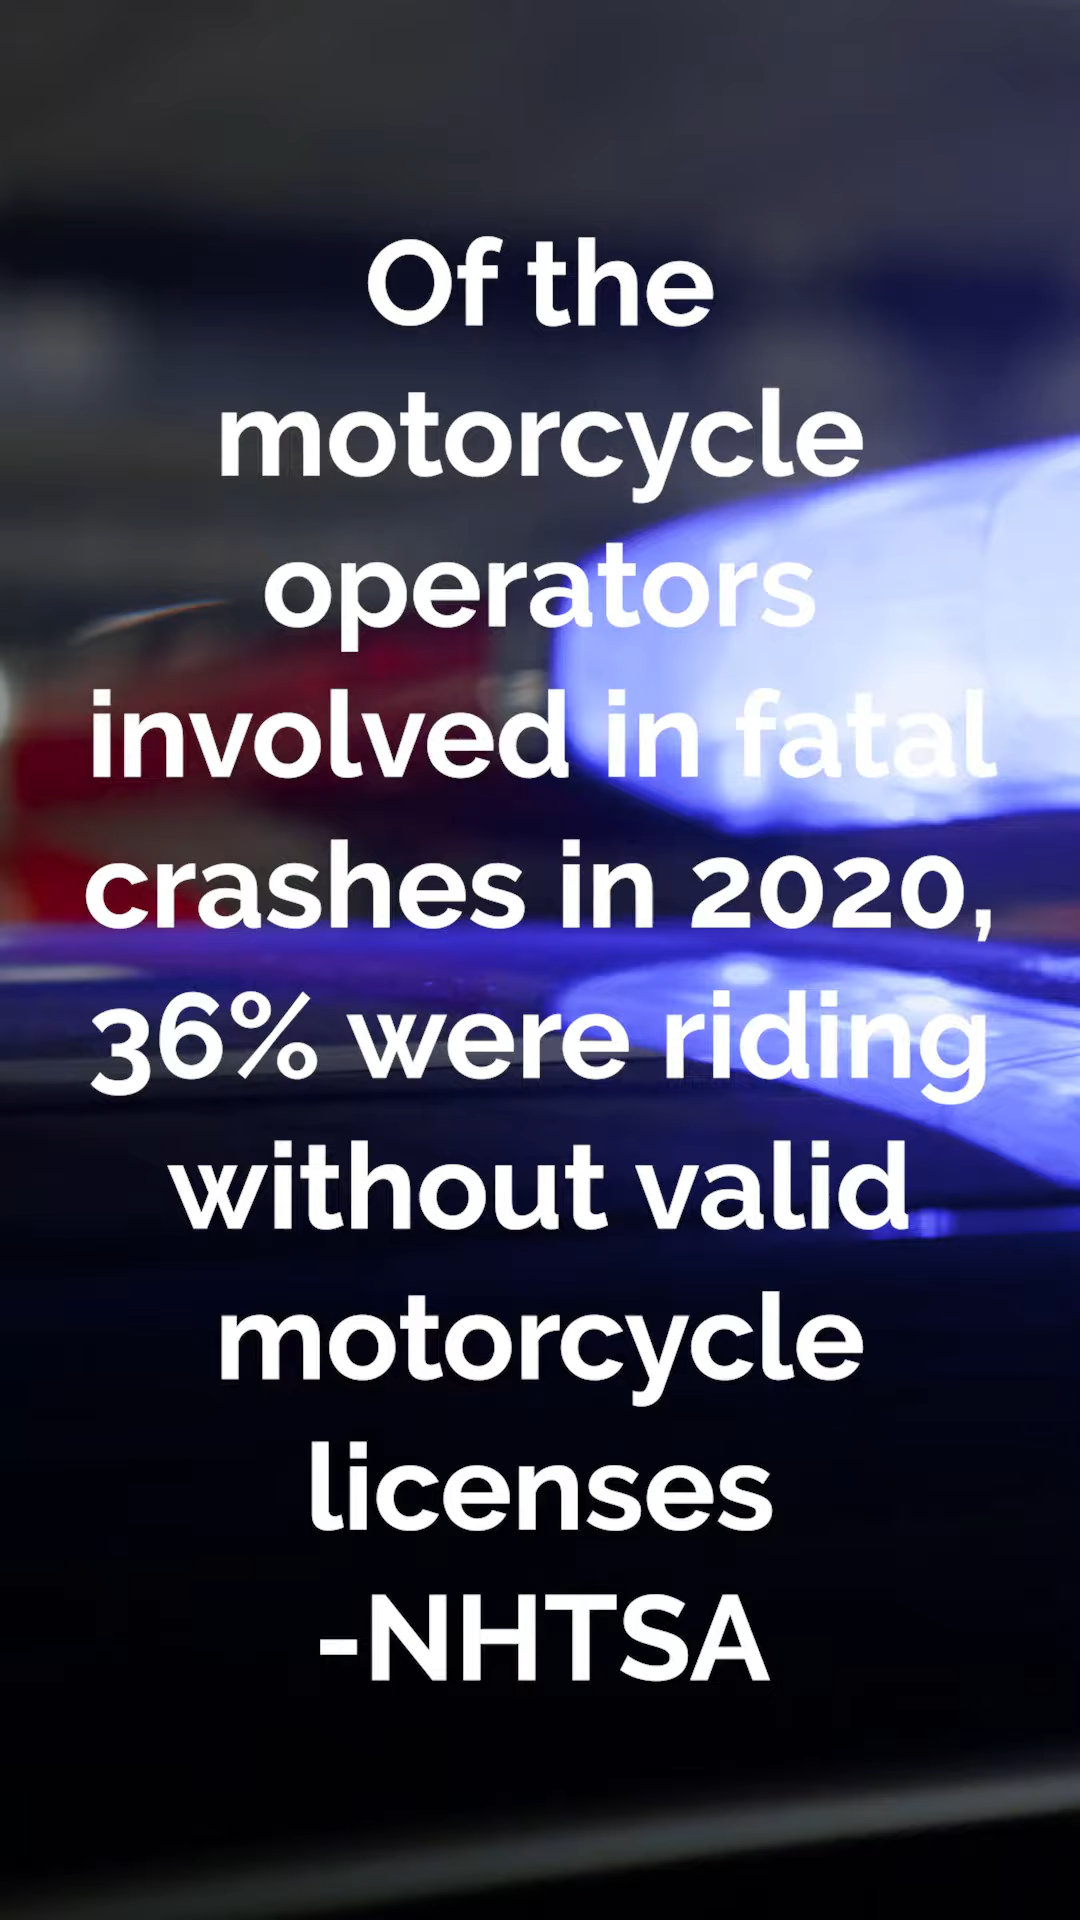 Of the
motorcycle
operators
involved in fatal
crashes in 2020,
36% were riding
without valid
motorcycle
licenses
-NHTSA